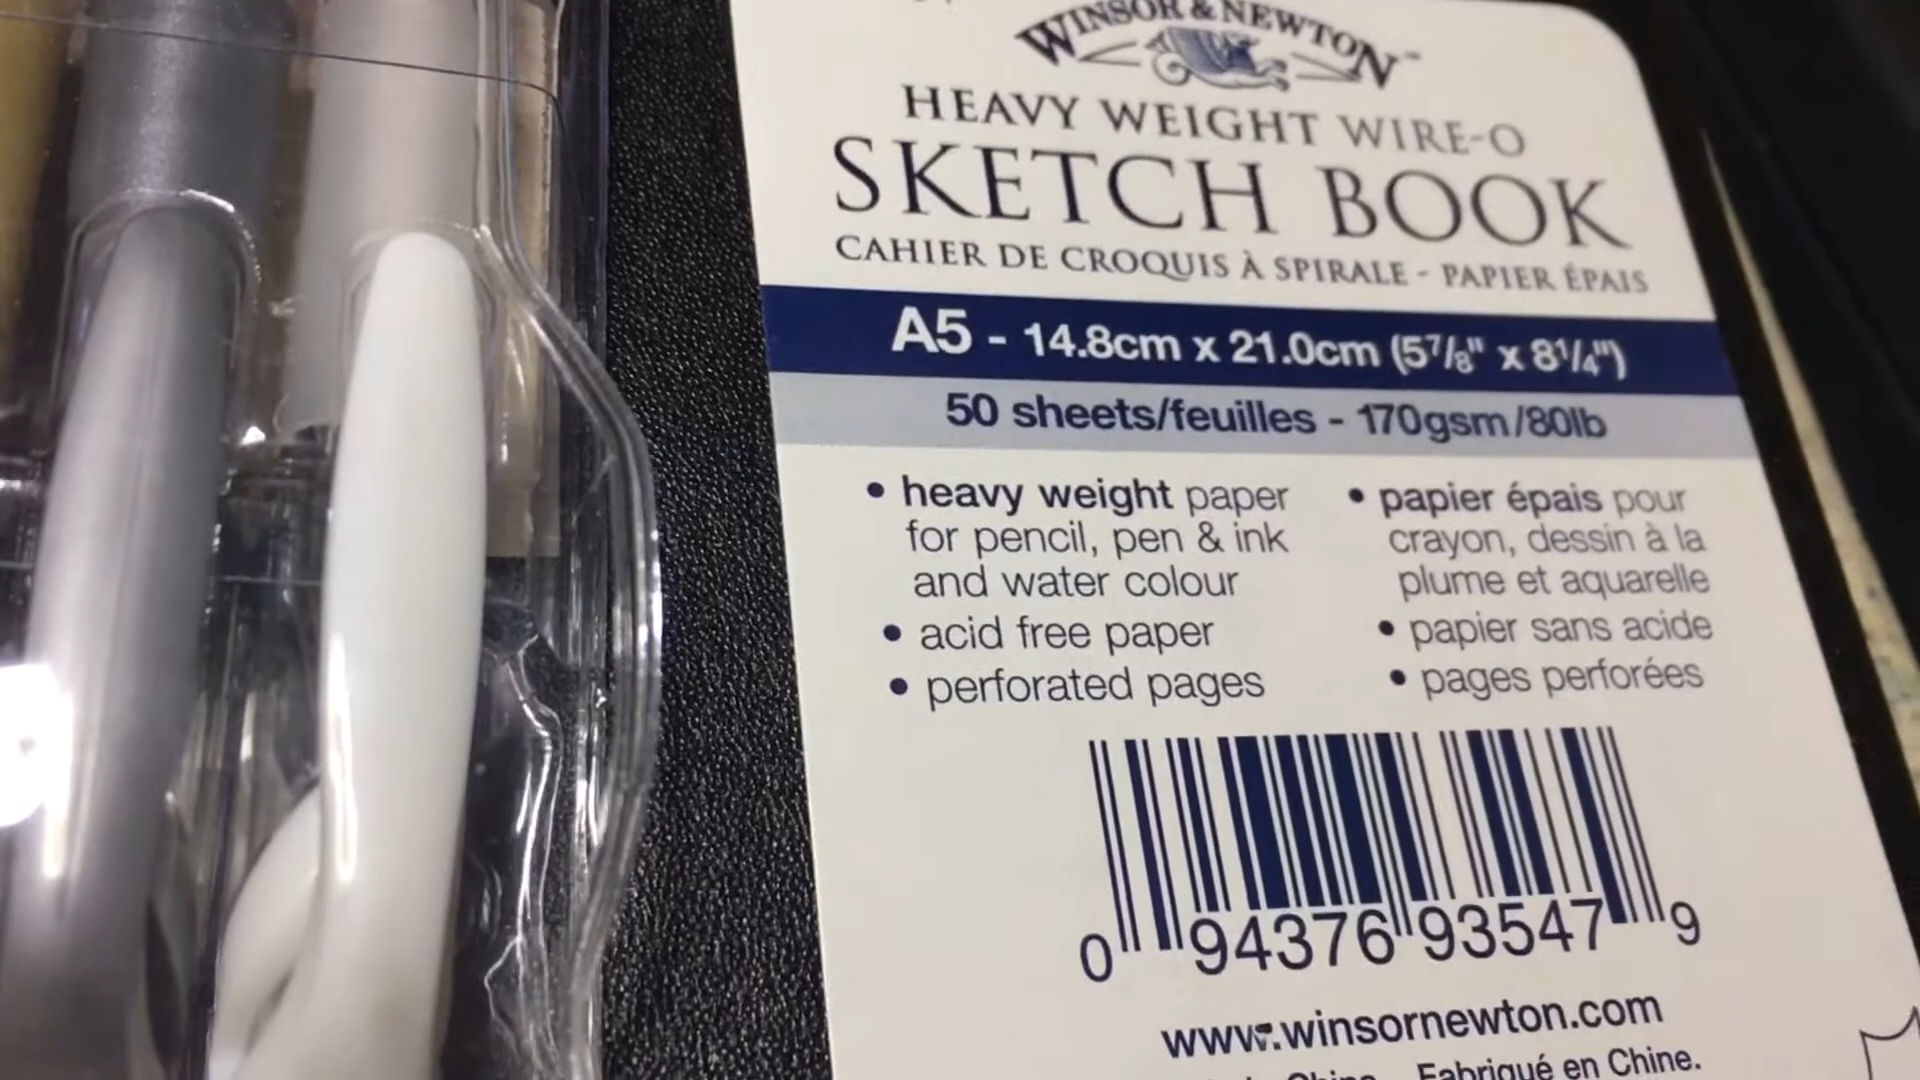 WINSOR & NEWTON™
HEAVY WEIGHT WIRE-O
SKETCH BOOK
CAHIER DE CROQUIS À SPIRALE - PAPIER ÉPAIS
A5 - 14.8cm x 21.0cm (5⅞" x 8¼")
50 sheets/feuilles - 170gsm/80lb
• heavy weight paper
for pencil, pen & ink
and water colour
• acid free paper
• perforated pages
• papier épais pour
crayon, dessin à la
plume et aquarelle
• papier sans acide
• pages perforées
0 94376 93547 9
www.winsornewton.com
China. Fabriqué en Chine.